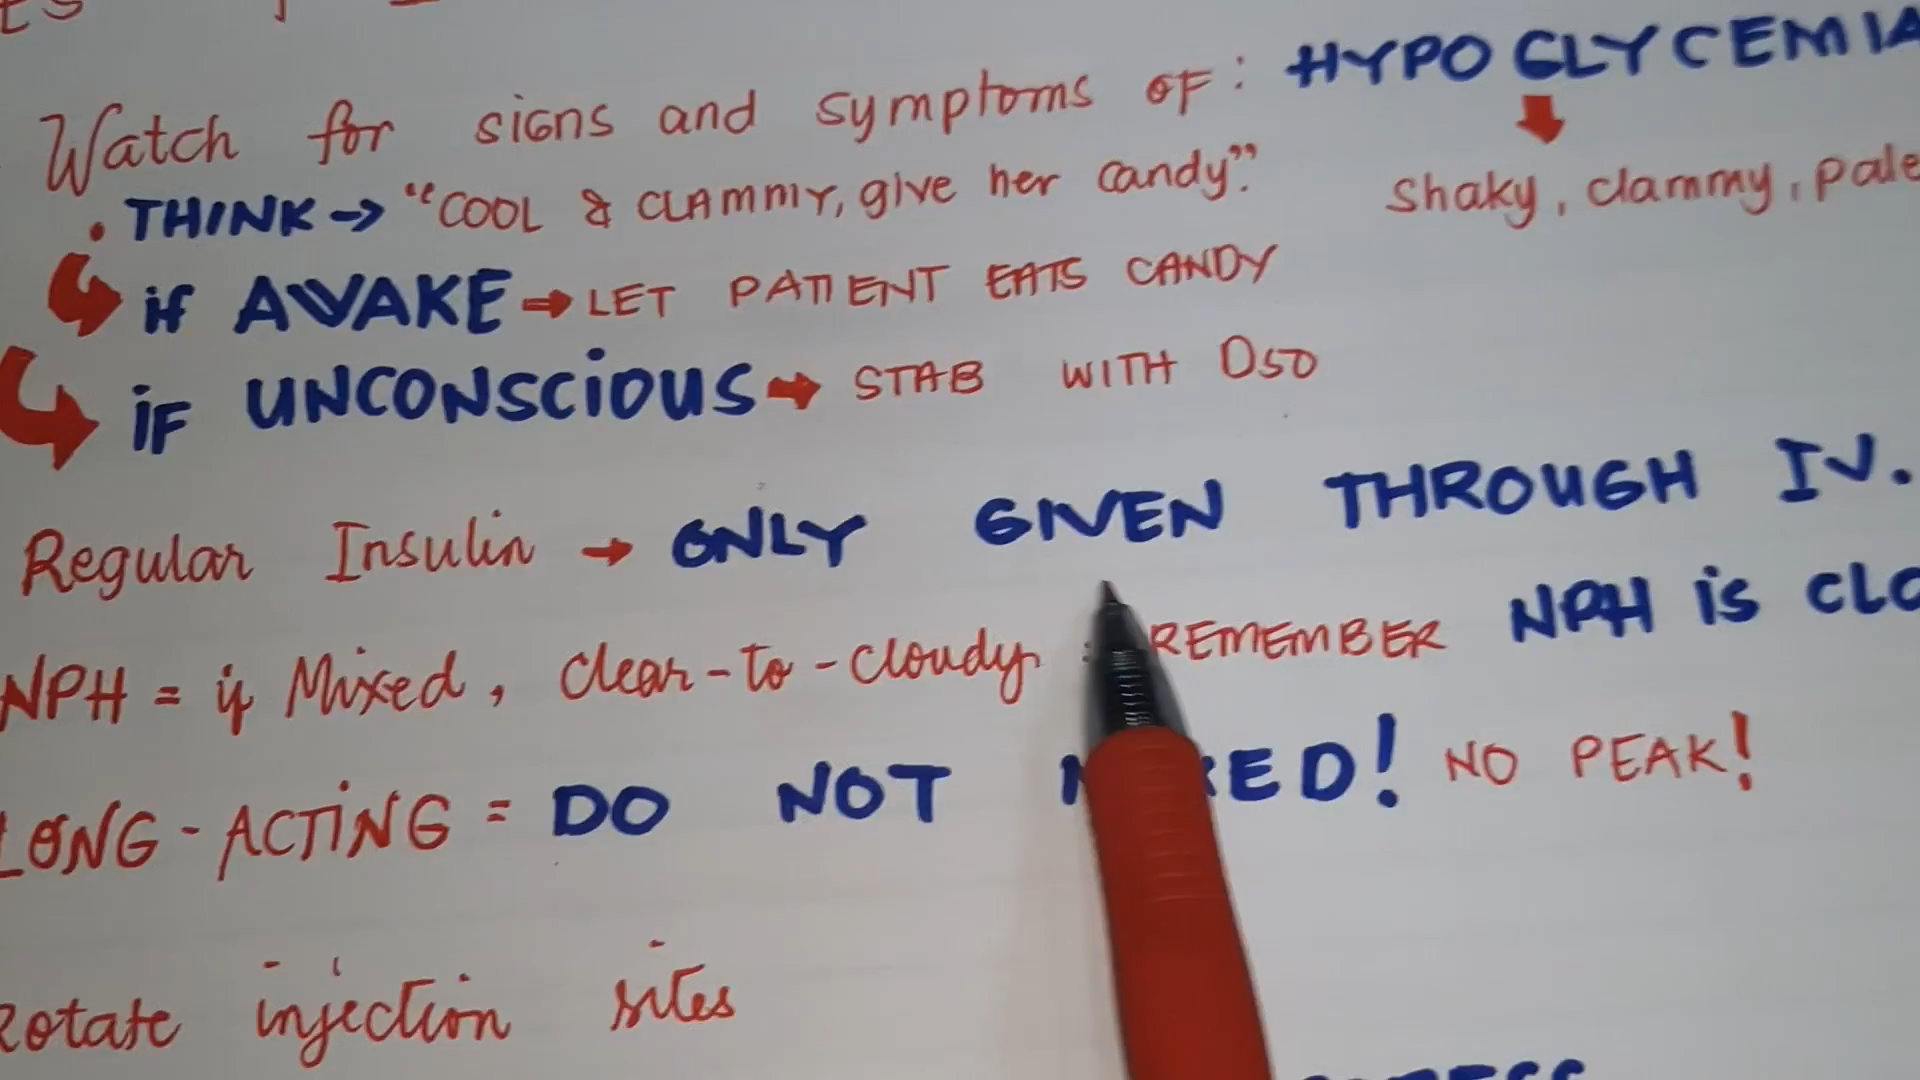 Watch for signs and symptoms of: HYPOGLYCEMIA
shaky, clammy, pale
• THINK → "COOL & CLAMMY, give her candy".
if AWAKE → LET PATIENT EATS CANDY
iF UNCONSCiOUS → STAB WITH D50
Regular Insulin → ONLY GIVEN THROUGH IV.
NPH = if Mixed, Clear-to-cloudy : REMEMBER NPH is CLO
LONG-ACTiNG = DO NOT NO PEAK!
Rotate injection sites